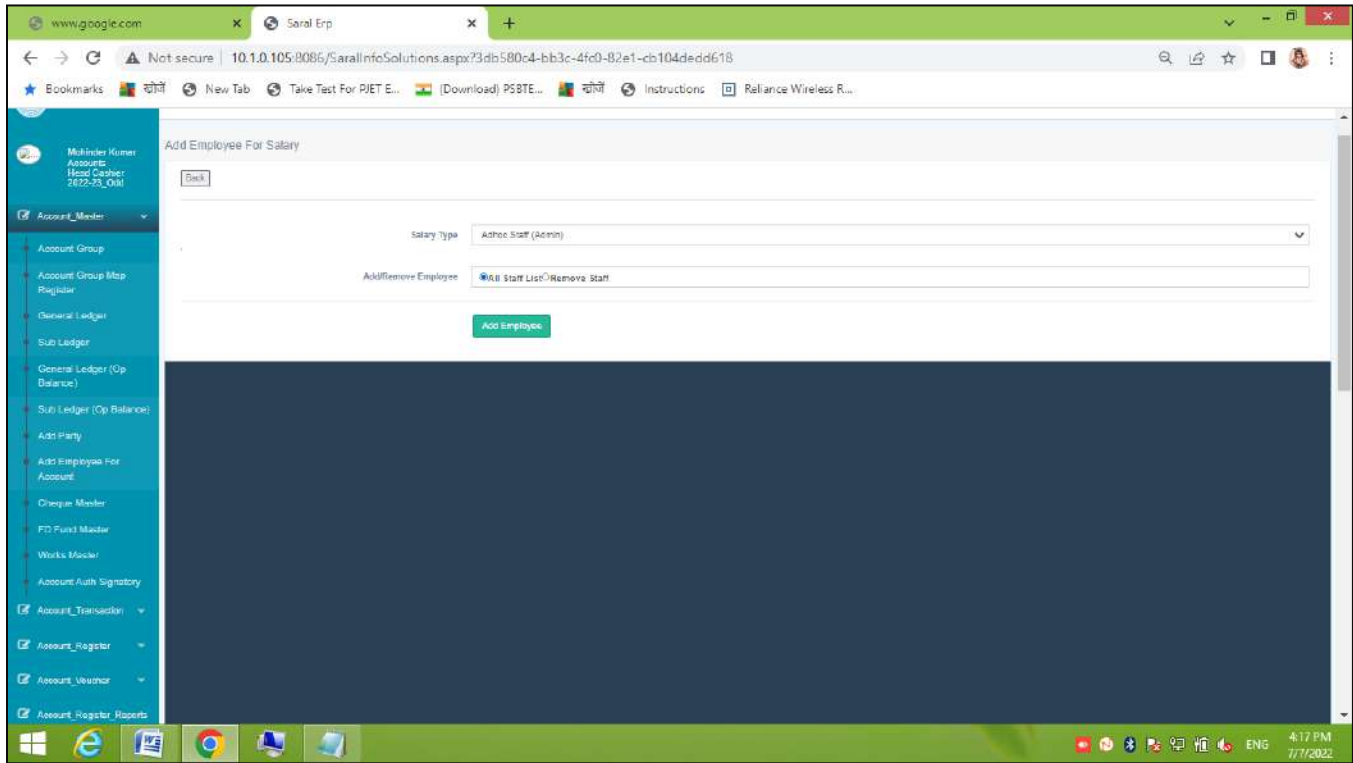 www.google.com
Saral Erp
Not secure 10.1.0.105:8086/SaralInfoSolutions.aspx?3db580c4-bb3c-4fc0-82e1-cb104dedd618
Bookmarks खोजें New Tab Take Test For PJET E... (Download) PSBTE... खोजें Instructions Reliance Wireless R...
Mohinder Kumar
Accounts
Head Cashier
2022-23_Odd
Add Employee For Salary
Back
Account_Master
Salary Type Adhoc Staff (Admin)
Account Group
Account Group Map
Register
Add/Remove Employee All Staff List Remove Staff
General Ledger
Add Employee
Sub Ledger
General Ledger (Op
Balance)
Sub Ledger (Op Balance)
Add Party
Add Employee For
Account
Cheque Master
FD Fund Master
Works Master
Account Auth Signatory
Account_Transaction
Account_Register
Account_Voucher
Account_Register_Reports
ENG
4:17 PM
7/7/2022